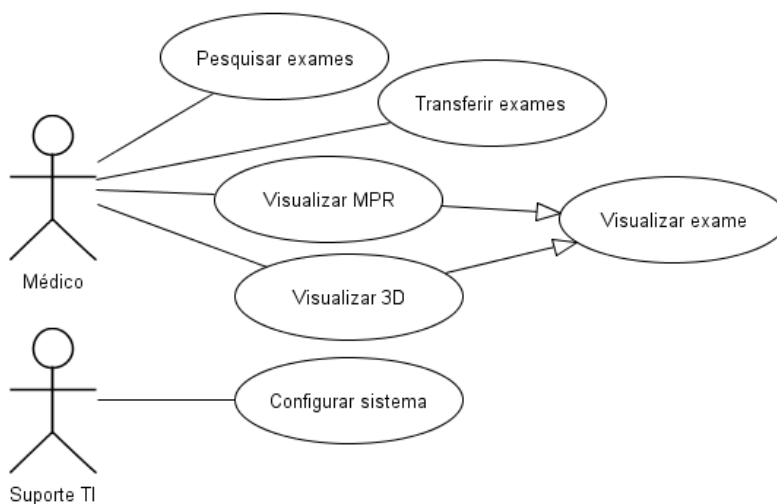 Pesquisar exames
Transferir exames
Visualizar MPR
Visualizar exame
Médico
Visualizar 3D
Configurar sistema
Suporte TI